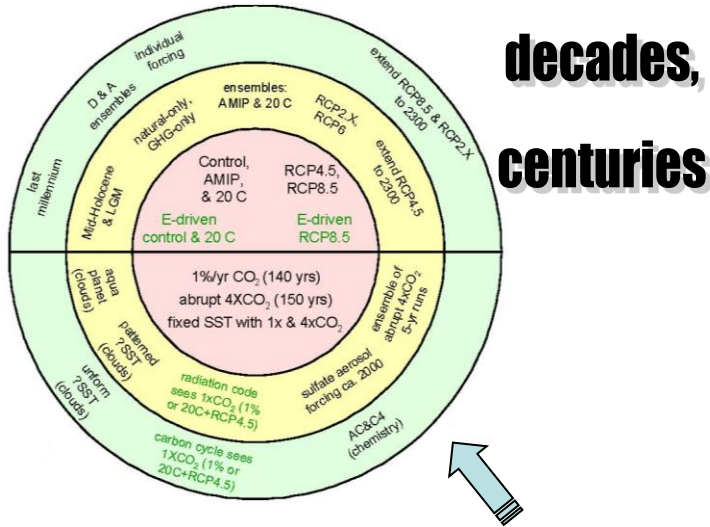 decades,
centuries
individual
forcing
D & A
ensembles
last
millennium
extend RCP8.5 & RCP2.X
to 2300
ensembles:
AMIP & 20 C
natural-only,
GHG-only
RCP2.X,
RCP6
Mid-Holocene
& LGM
extend RCP4.5
to 2300
Control,
AMIP,
& 20 C
RCP4.5,
RCP8.5
E-driven
control & 20 C
E-driven
RCP8.5
1%/yr CO₂ (140 yrs)
abrupt 4XCO₂ (150 yrs)
fixed SST with 1x & 4xCO₂
aqua
planet
(clouds)
patterned
?SST
(clouds)
unform
?SST
(clouds)
radiation code
sees 1xCO₂ (1%
or 20C+RCP4.5)
carbon cycle sees
1XCO₂ (1% or
20C+RCP4.5)
ensemble of
abrupt 4xCO₂
5-yr runs
sulfate aerosol
forcing ca. 2000
AC&C4
(chemistry)